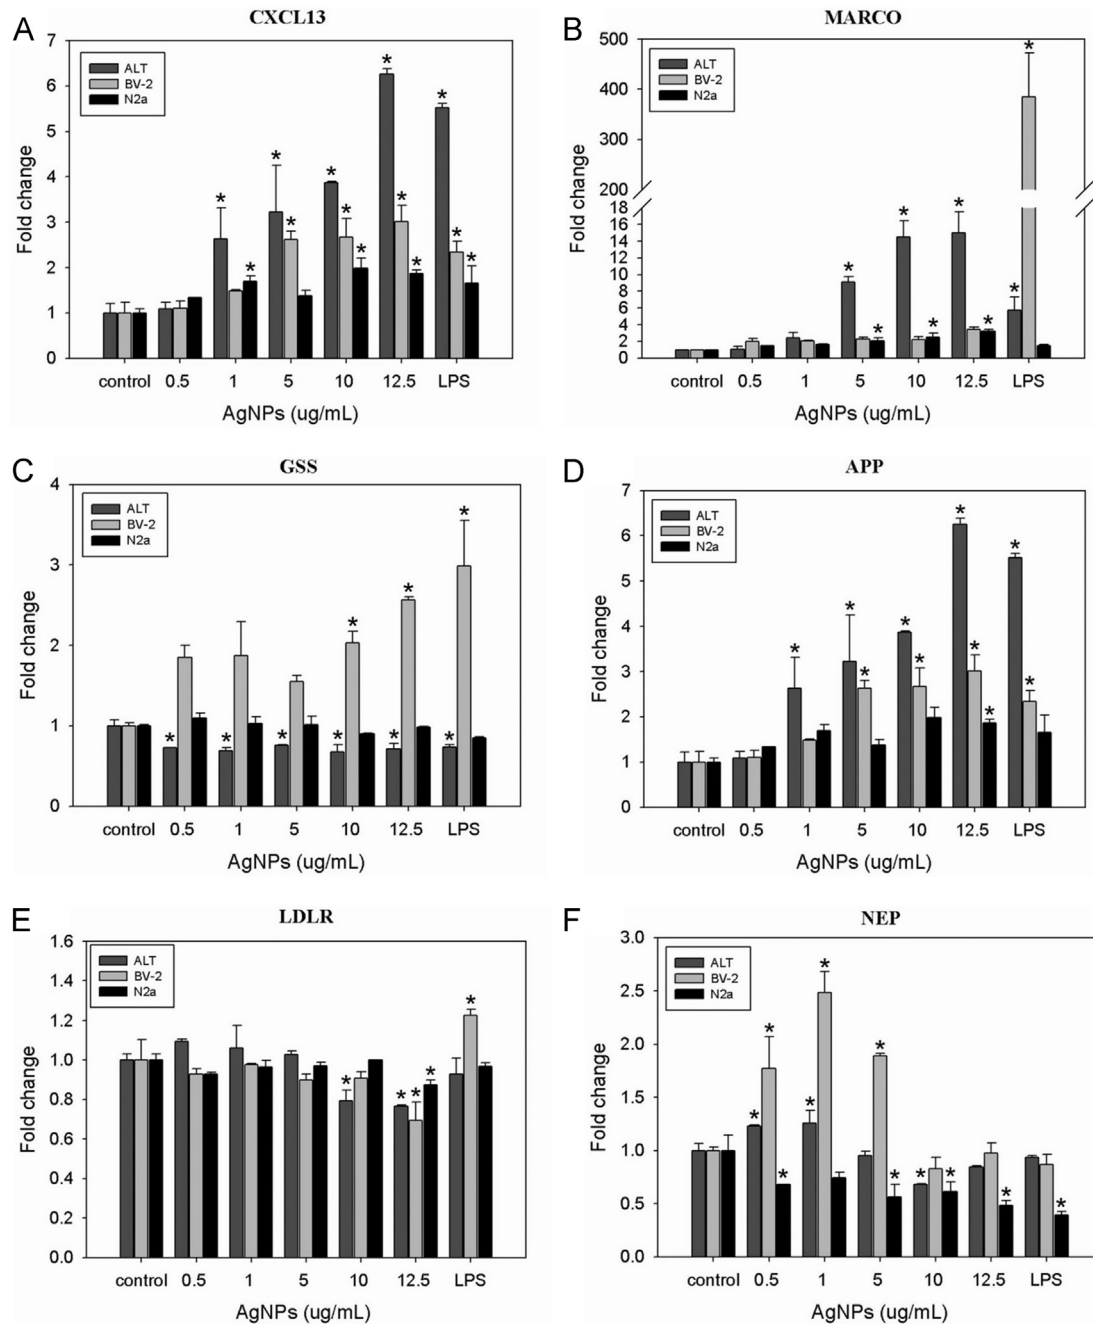 A
CXCL13
7
6
5
4
3
2
1
0
Fold change
ALT
BV-2
N2a
* * * * * * * * * * * * *
control 0.5 1 5 10 12.5 LPS
AgNPs (ug/mL)
B
MARCO
500
400
300
200
18
16
14
12
10
8
6
4
2
0
Fold change
ALT
BV-2
N2a
* * * * * * * *
control 0.5 1 5 10 12.5 LPS
AgNPs (ug/mL)
C
GSS
4
3
2
1
0
Fold change
ALT
BV-2
N2a
* * * * * * * * *
control 0.5 1 5 10 12.5 LPS
AgNPs (ug/mL)
D
APP
7
6
5
4
3
2
1
0
Fold change
ALT
BV-2
N2a
* * * * * * * * * *
control 0.5 1 5 10 12.5 LPS
AgNPs (ug/mL)
E
LDLR
1.6
1.4
1.2
1.0
0.8
0.6
0.4
0.2
0.0
Fold change
ALT
BV-2
N2a
* * * * *
control 0.5 1 5 10 12.5 LPS
AgNPs (ug/mL)
F
NEP
3.0
2.5
2.0
1.5
1.0
0.5
0.0
Fold change
ALT
BV-2
N2a
* * * * * * * * * * *
control 0.5 1 5 10 12.5 LPS
AgNPs (ug/mL)